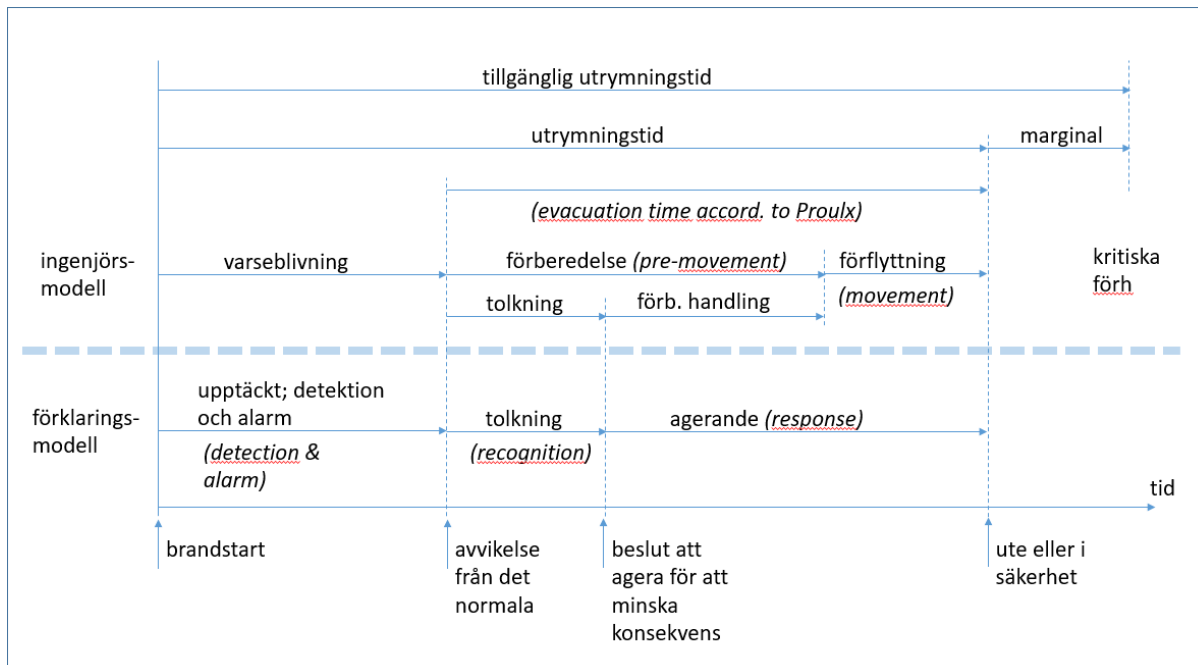 tillgänglig utrymningstid
utrymningstid
marginal
(evacuation time accord. to Proulx)
ingenjörs-
modell
varseblivning
förberedelse (pre-movement)
förflyttning
(movement)
kritiska
förh
tolkning
förb. handling
förklarings-
modell
upptäckt; detektion
och alarm
(detection &
alarm)
tolkning
(recognition)
agerande (response)
tid
brandstart
avvikelse
från det
normala
beslut att
agera för att
minska
konsekvens
ute eller i
säkerhet